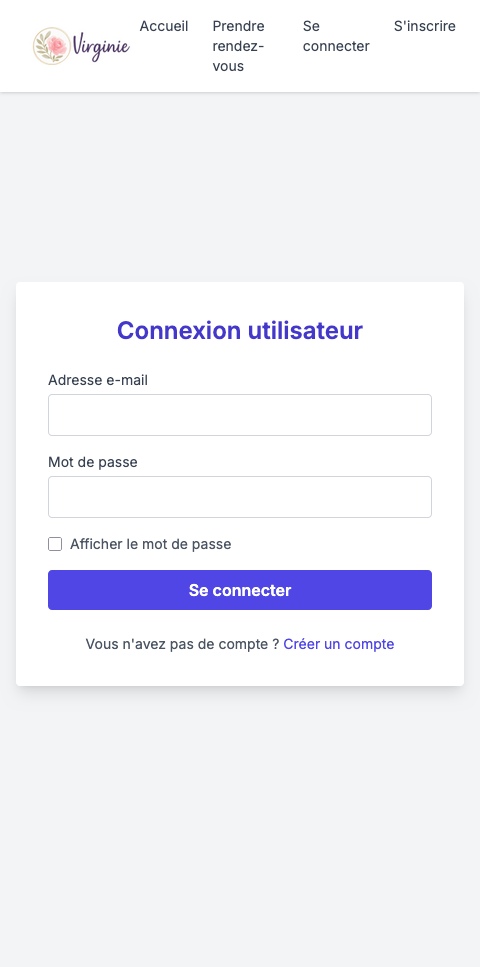 Virginie
Accueil
Prendre
rendez-
vous
Se
connecter
S'inscrire
Connexion utilisateur
Adresse e-mail
Mot de passe
Afficher le mot de passe
Se connecter
Vous n'avez pas de compte ? Créer un compte